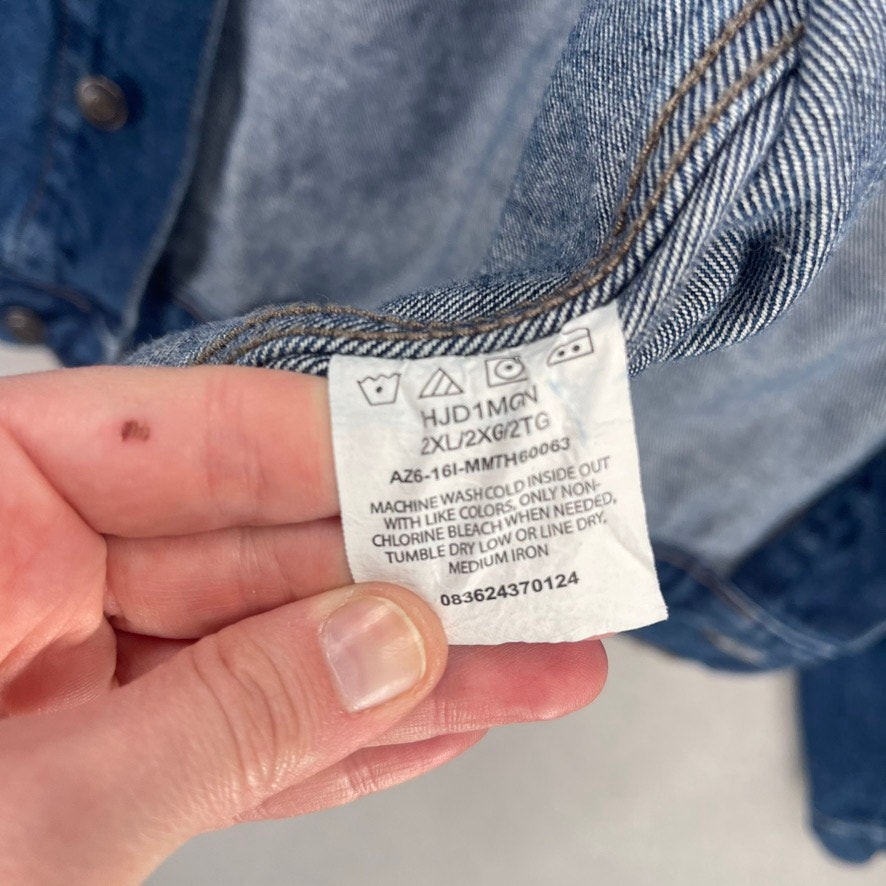 HJD1MGN
2XL/2XG/2TG
AZ6-16I-MMTH60063
MACHINE WASH COLD INSIDE OUT
WITH LIKE COLORS, ONLY NON-
CHLORINE BLEACH WHEN NEEDED,
TUMBLE DRY LOW OR LINE DRY,
MEDIUM IRON
083624370124